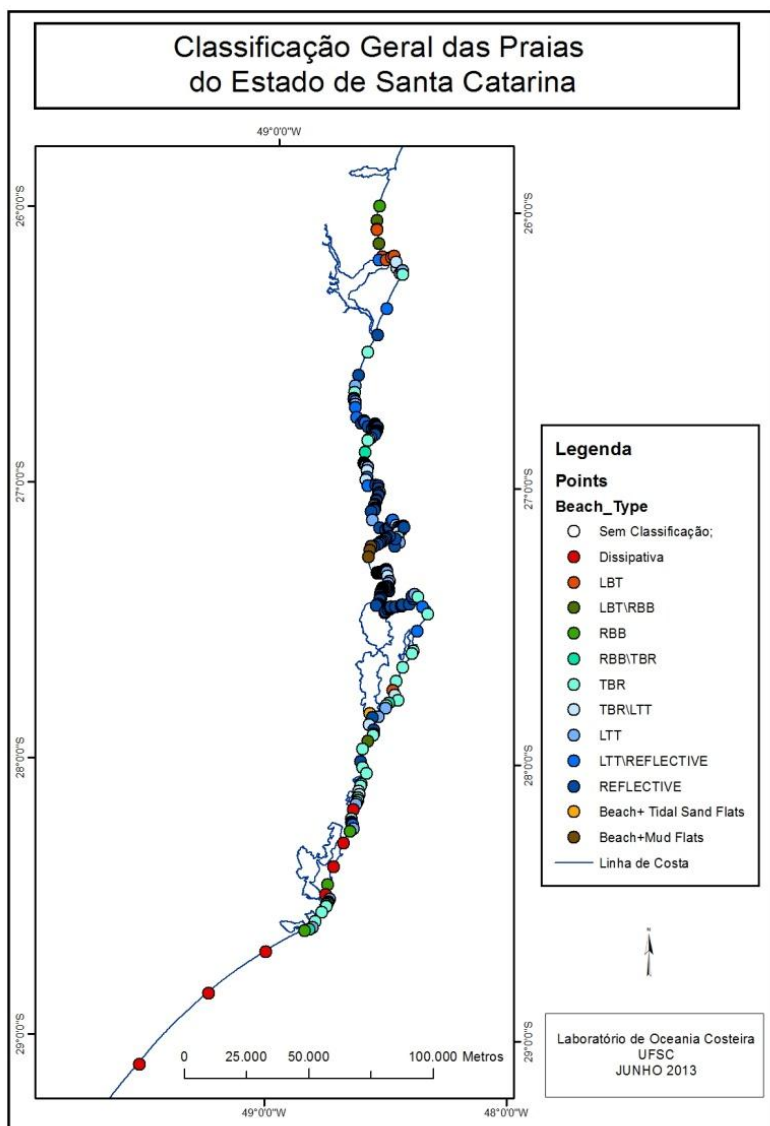 Classificação Geral das Praias
do Estado de Santa Catarina
49°0'0"W
26°0'0"S
26°0'0"S
27°0'0"S
27°0'0"S
28°0'0"S
28°0'0"S
29°0'0"S
29°0'0"S
49°0'0"W
48°0'0"W
0 25.000 50.000 100.000 Metros
Legenda
Points
Beach_Type
Sem Classificação;
Dissipativa
LBT
LBT\RBB
RBB
RBB\TBR
TBR
TBR\LTT
LTT
LTT\REFLECTIVE
REFLECTIVE
Beach+ Tidal Sand Flats
Beach+Mud Flats
Linha de Costa
N
Laboratório de Oceania Costeira
UFSC
JUNHO 2013